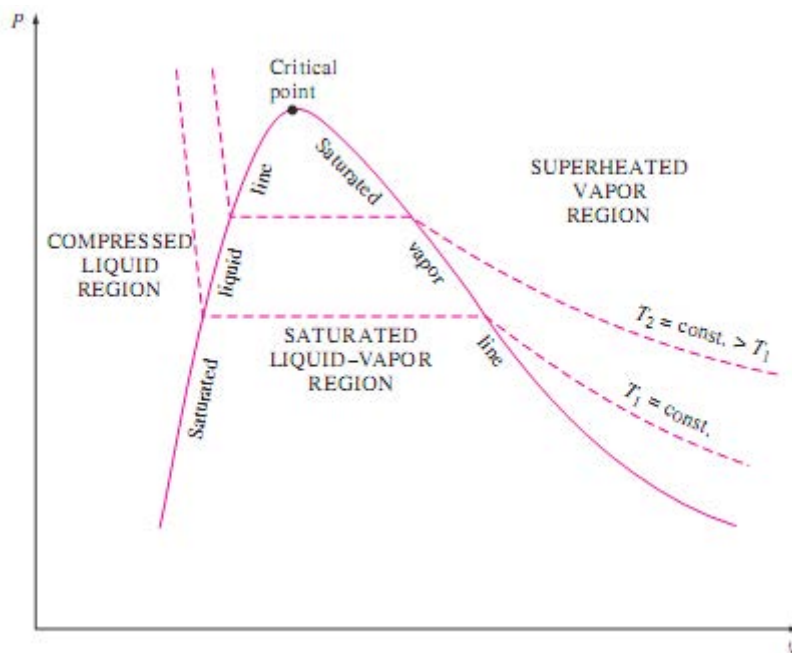 P
Critical
point
Saturated
line
SUPERHEATED
VAPOR
REGION
COMPRESSED
LIQUID
REGION
liquid
vapor
T₂ = const. > T₁
SATURATED
LIQUID–VAPOR
REGION
line
Saturated
T₁ = const.